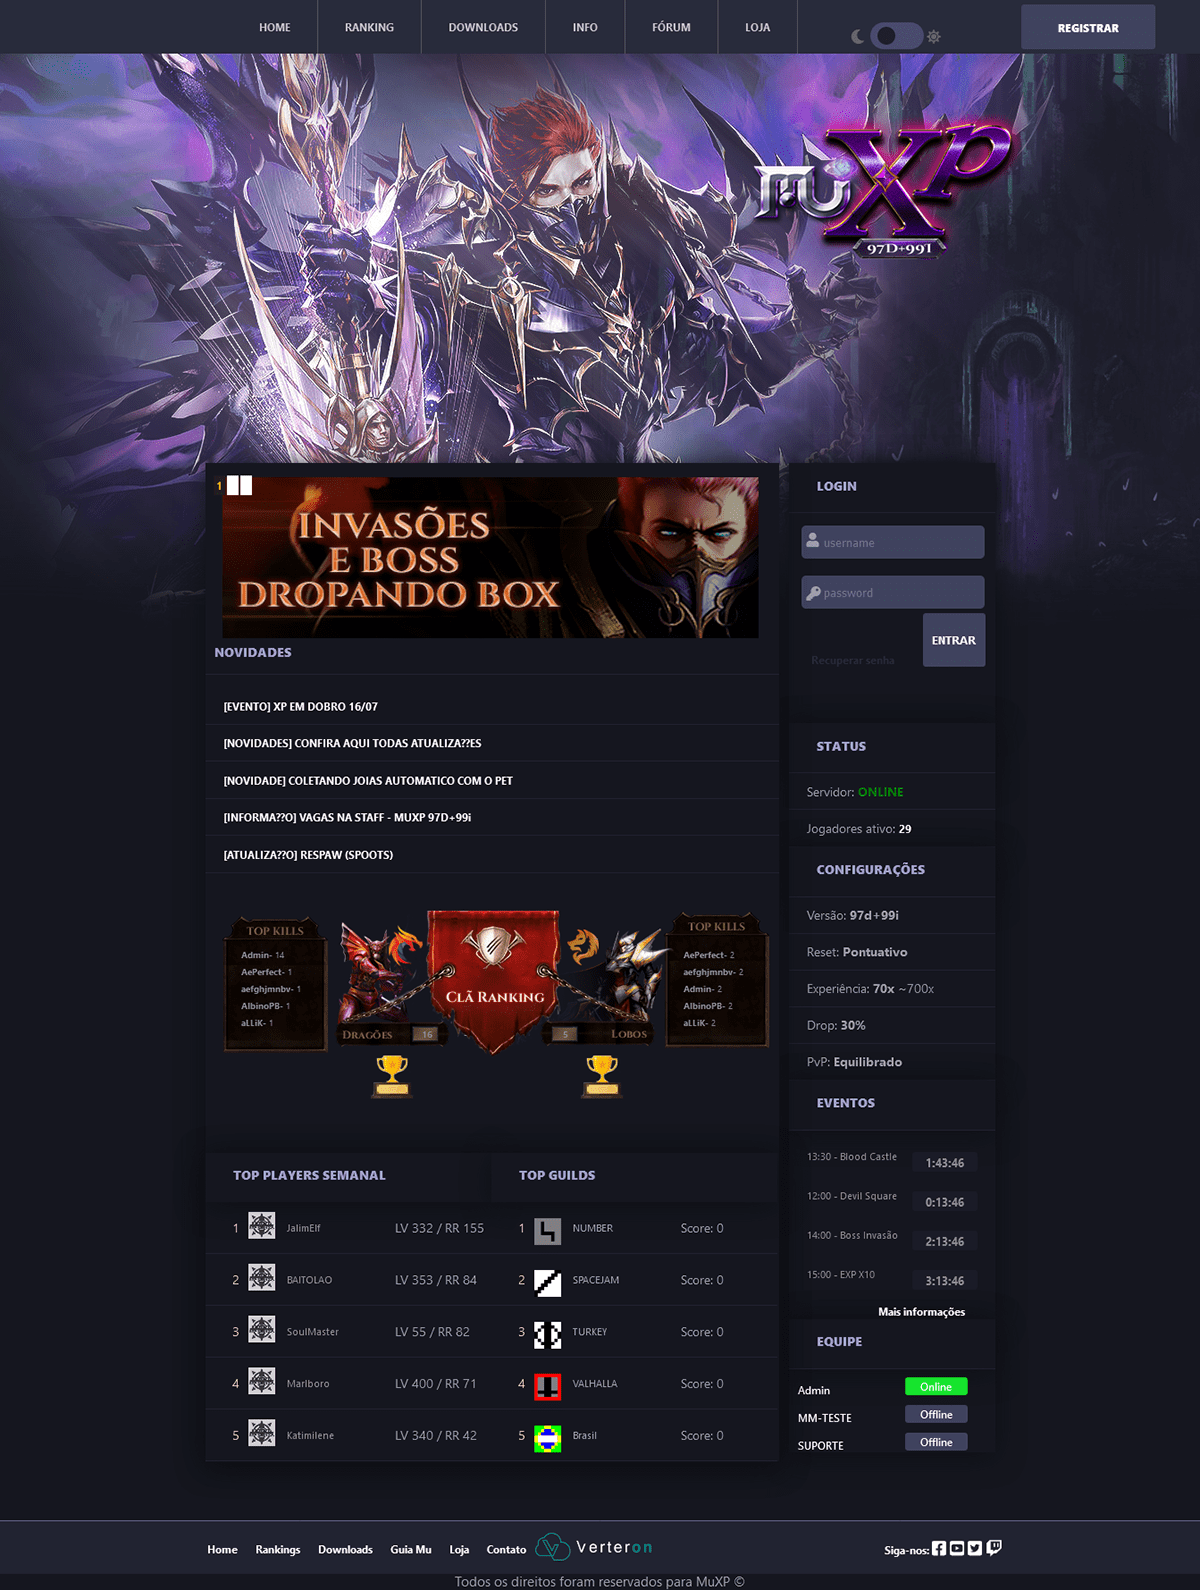 HOME RANKING DOWNLOADS INFO FÓRUM LOJA REGISTRAR
MUXP
97D+99I
1
INVASÕES
E BOSS
DROPANDO BOX
NOVIDADES
[EVENTO] XP EM DOBRO 16/07
[NOVIDADES] CONFIRA AQUI TODAS ATUALIZA??ES
[NOVIDADE] COLETANDO JOIAS AUTOMATICO COM O PET
[INFORMA??O] VAGAS NA STAFF - MUXP 97D+99i
[ATUALIZA??O] RESPAW (SPOOTS)
TOP KILLS
Admin- 14
AePerfect- 1
aefghjmnbv- 1
AlbinoPB- 1
aLLiK- 1
CLÃ RANKING
DRAGÕES 16
5 LOBOS
TOP KILLS
AePerfect- 2
aefghjmnbv- 2
Admin- 2
AlbinoPB- 2
aLLiK- 2
TOP PLAYERS SEMANAL
1 JalimElf LV 332 / RR 155
2 BAITOLAO LV 353 / RR 84
3 SoulMaster LV 55 / RR 82
4 Marlboro LV 400 / RR 71
5 Katimilene LV 340 / RR 42
TOP GUILDS
1 NUMBER Score: 0
2 SPACEJAM Score: 0
3 TURKEY Score: 0
4 VALHALLA Score: 0
5 Brasil Score: 0
LOGIN
username
password
ENTRAR
Recuperar senha
STATUS
Servidor: ONLINE
Jogadores ativo: 29
CONFIGURAÇÕES
Versão: 97d+99i
Reset: Pontuativo
Experiência: 70x ~700x
Drop: 30%
PvP: Equilibrado
EVENTOS
13:30 - Blood Castle 1:43:46
12:00 - Devil Square 0:13:46
14:00 - Boss Invasão 2:13:46
15:00 - EXP X10 3:13:46
Mais informações
EQUIPE
Admin Online
MM-TESTE Offline
SUPORTE Offline
Home Rankings Downloads Guia Mu Loja Contato Verteron Siga-nos:
Todos os direitos foram reservados para MuXP ©